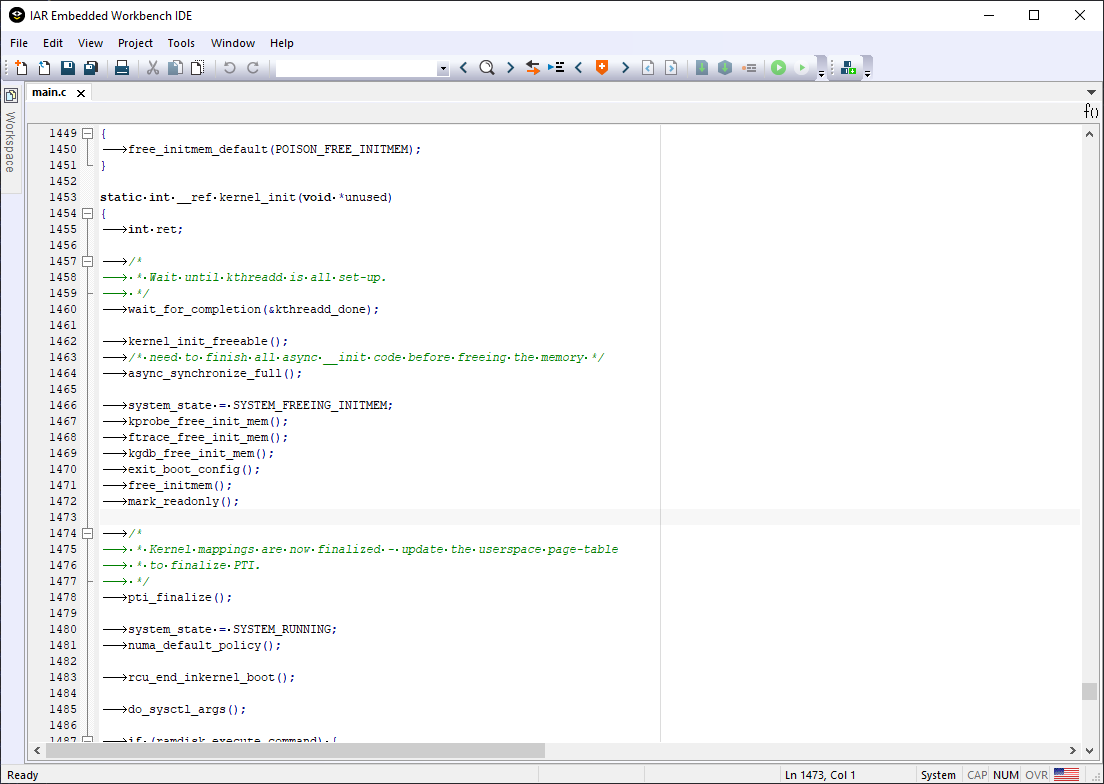 IAR Embedded Workbench IDE
File Edit View Project Tools Window Help
main.c
f()
Workspace
1449 {
1450 free_initmem_default(POISON_FREE_INITMEM);
1451 }
1452
1453 static int __ref kernel_init(void *unused)
1454 {
1455 int ret;
1456
1457 /*
1458 * Wait until kthreadd is all set-up.
1459 */
1460 wait_for_completion(&kthreadd_done);
1461
1462 kernel_init_freeable();
1463 /* need to finish all async __init code before freeing the memory */
1464 async_synchronize_full();
1465
1466 system_state = SYSTEM_FREEING_INITMEM;
1467 kprobe_free_init_mem();
1468 ftrace_free_init_mem();
1469 kgdb_free_init_mem();
1470 exit_boot_config();
1471 free_initmem();
1472 mark_readonly();
1473
1474 /*
1475 * Kernel mappings are now finalized - update the userspace page-table
1476 * to finalize PTI.
1477 */
1478 pti_finalize();
1479
1480 system_state = SYSTEM_RUNNING;
1481 numa_default_policy();
1482
1483 rcu_end_inkernel_boot();
1484
1485 do_sysctl_args();
1486
1487 if (ramdisk_execute_command) {
Ready Ln 1473, Col 1 System CAP NUM OVR